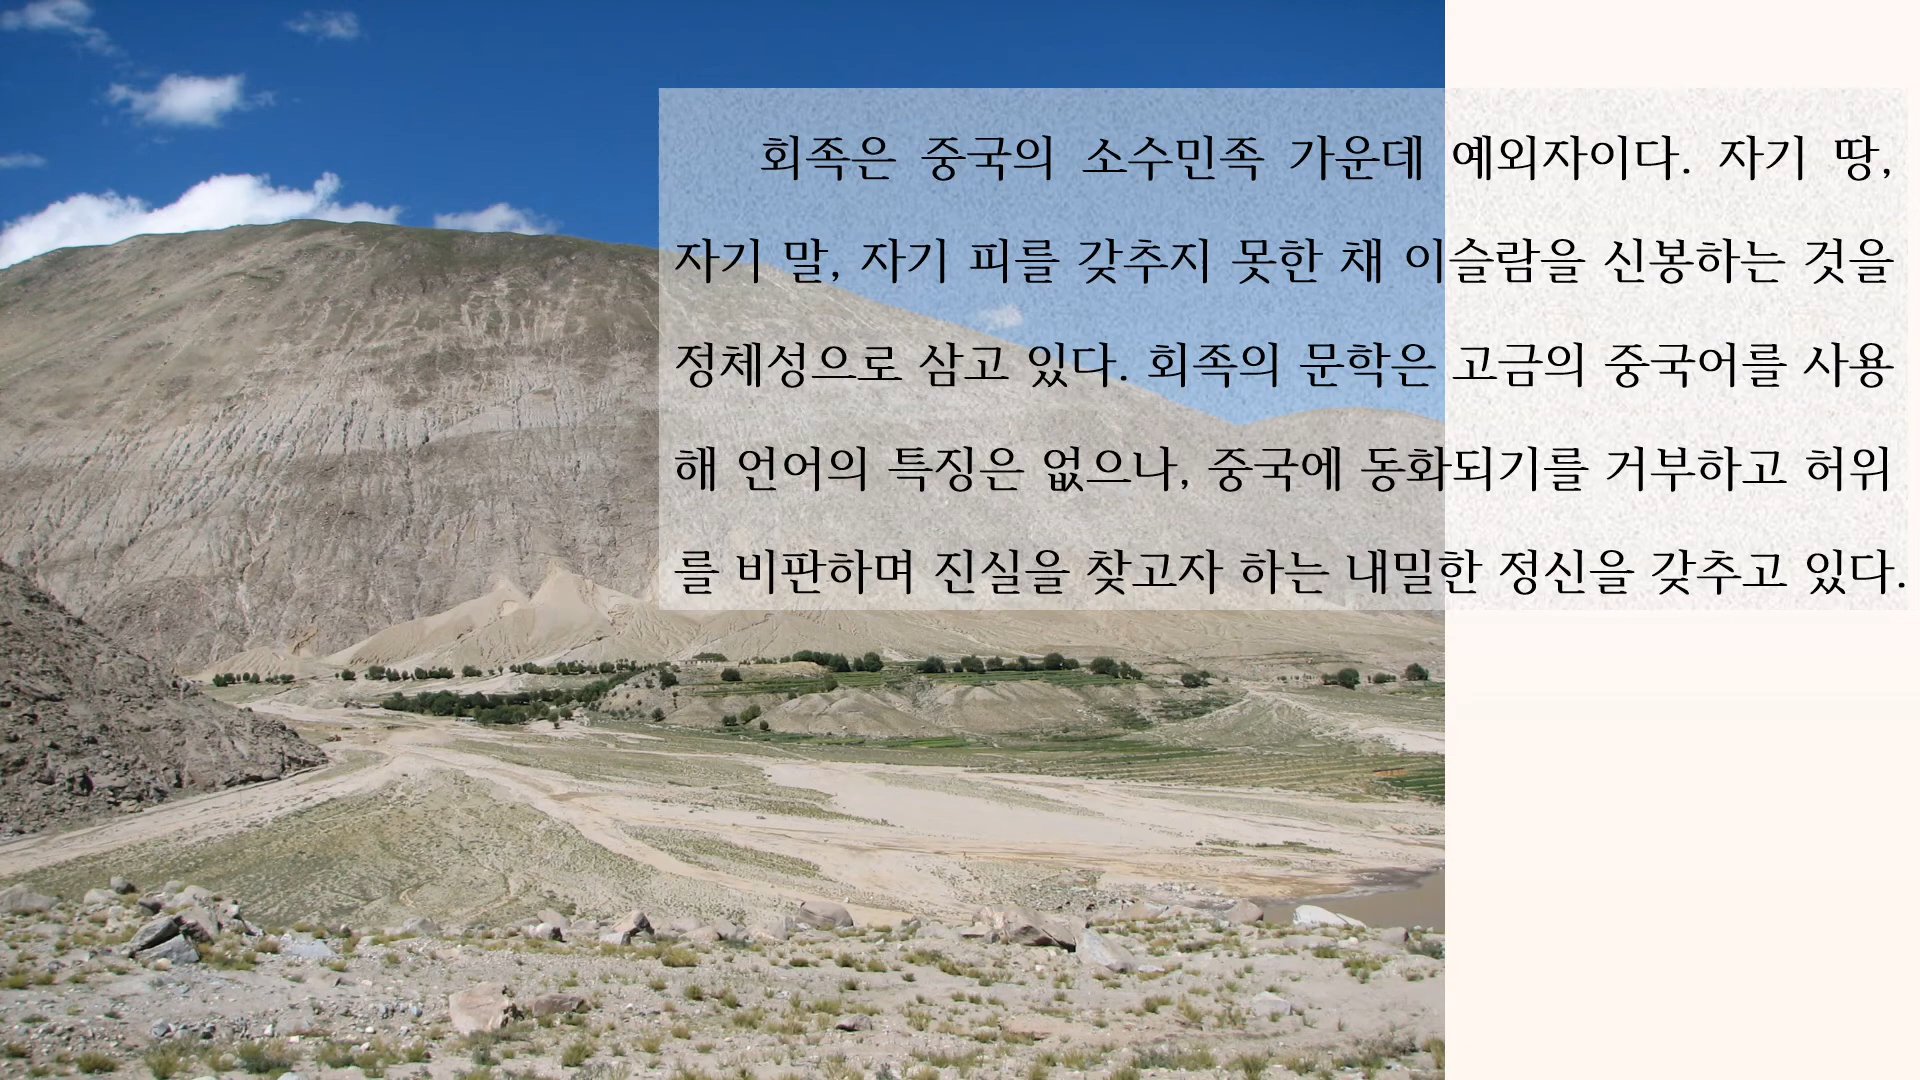 회족은 중국의 소수민족 가운데 예외자이다. 자기 땅,
자기 말, 자기 피를 갖추지 못한 채 이슬람을 신봉하는 것을
정체성으로 삼고 있다. 회족의 문학은 고금의 중국어를 사용
해 언어의 특징은 없으나, 중국에 동화되기를 거부하고 허위
를 비판하며 진실을 찾고자 하는 내밀한 정신을 갖추고 있다.